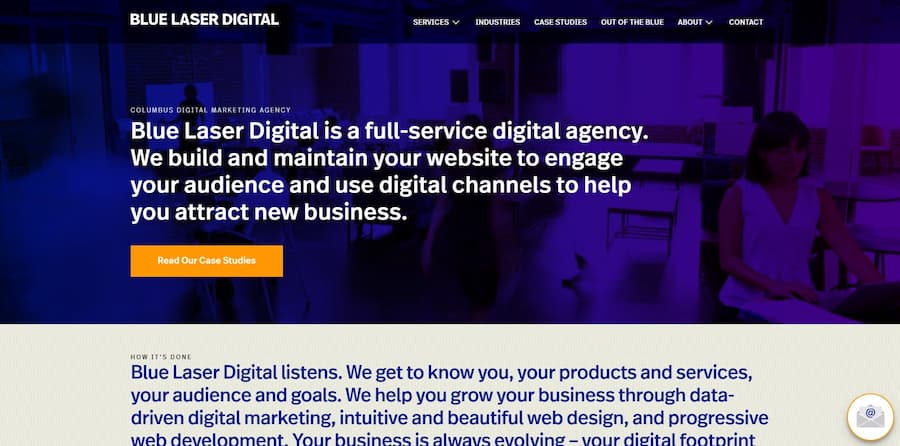 BLUE LASER DIGITAL
SERVICES INDUSTRIES CASE STUDIES OUT OF THE BLUE ABOUT CONTACT
COLUMBUS DIGITAL MARKETING AGENCY
Blue Laser Digital is a full-service digital agency.
We build and maintain your website to engage
your audience and use digital channels to help
you attract new business.
Read Our Case Studies
HOW IT'S DONE
Blue Laser Digital listens. We get to know you, your products and services,
your audience and goals. We help you grow your business through data-
driven digital marketing, intuitive and beautiful web design, and progressive
web development. Your business is always evolving – your digital footprint
@